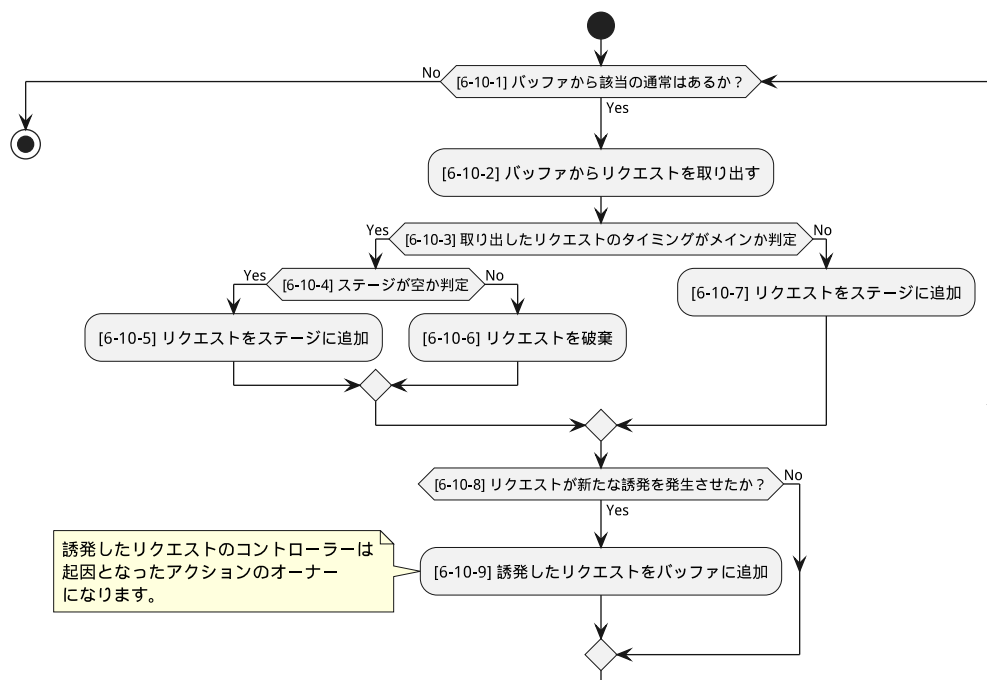 No
[6-10-1] バッファから該当の通常はあるか？
Yes
[6-10-2] バッファからリクエストを取り出す
Yes
[6-10-3] 取り出したリクエストのタイミングがメインか判定
No
Yes
[6-10-4] ステージが空か判定
No
[6-10-7] リクエストをステージに追加
[6-10-5] リクエストをステージに追加
[6-10-6] リクエストを破棄
[6-10-8] リクエストが新たな誘発を発生させたか？
No
Yes
誘発したリクエストのコントローラーは
起因となったアクションのオーナー
になります。
[6-10-9] 誘発したリクエストをバッファに追加